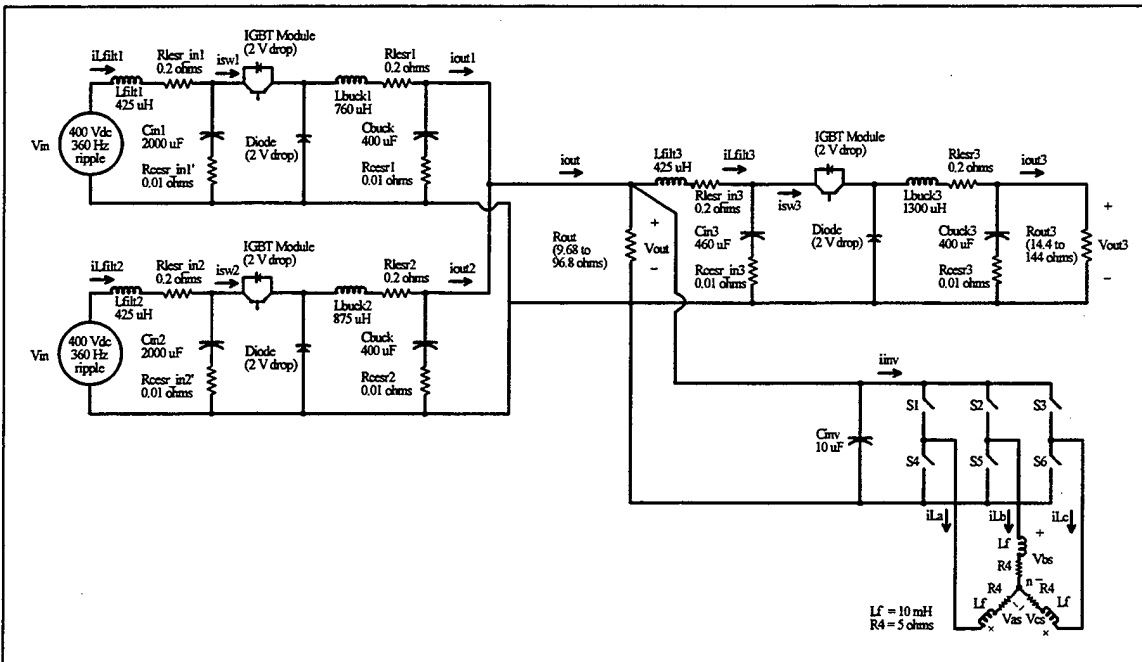 IGBT Module
(2 V drop)
iLfilt1
Rlesr_in1
0.2 ohms
isw1
Rlesr1
0.2 ohms
iout1
Lfilt1
425 uH
Lbuck1
760 uH
Vin
400 Vdc
360 Hz
ripple
Cin1
2000 uF
Diode
(2 V drop)
Cbuck
400 uF
Rcesr_in1'
0.01 ohms
Rcesr1
0.01 ohms
IGBT Module
(2 V drop)
iLfilt2
Rlesr_in2
0.2 ohms
isw2
Rlesr2
0.2 ohms
iout2
Lfilt2
425 uH
Lbuck2
875 uH
Vin
400 Vdc
360 Hz
ripple
Cin2
2000 uF
Diode
(2 V drop)
Cbuck
400 uF
Rcesr_in2'
0.01 ohms
Rcesr2
0.01 ohms
iout
Lfilt3
425 uH
iLfilt3
IGBT Module
(2 V drop)
Rlesr3
0.2 ohms
iout3
Rlesr_in3
0.2 ohms
isw3
Lbuck3
1300 uH
Rout
(9.68 to
96.8 ohms)
+
Vout
–
Cin3
460 uF
Diode
(2 V drop)
Cbuck3
400 uF
Rout3
(14.4 to
144 ohms)
+
Vout3
–
Rcesr_in3
0.01 ohms
Rcesr3
0.01 ohms
iinv
S1
S2
S3
Cinv
10 uF
S4
S5
S6
iLa
iLb
iLc
Lf
+
Vbs
R4
n –
R4
R4
Lf
Lf
Vas
Vcs
Lf = 10 mH
R4 = 5 ohms